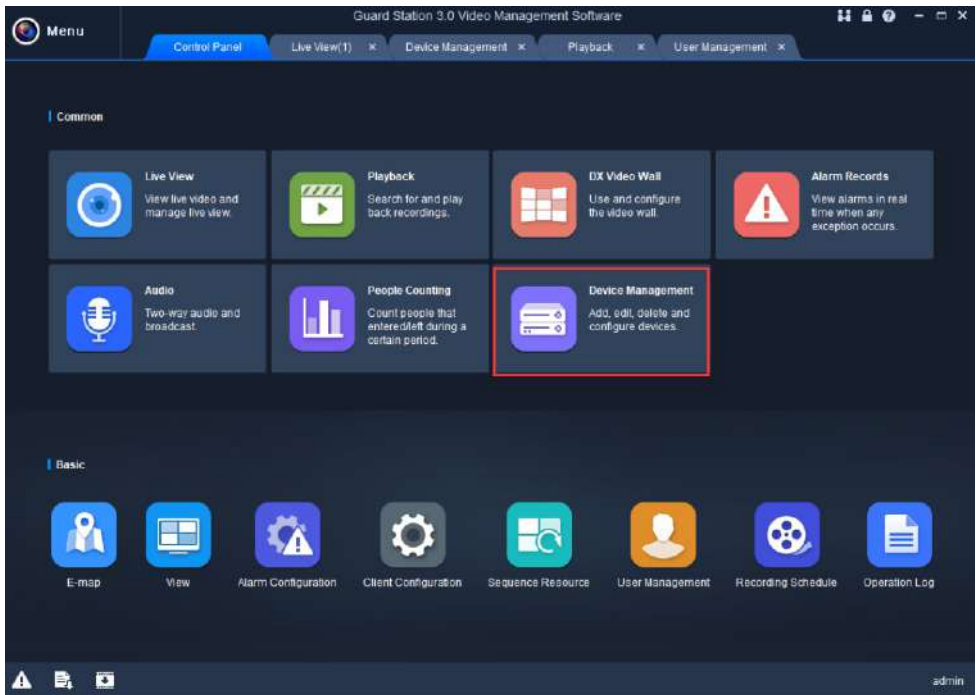 Guard Station 3.0 Video Management Software
Menu
Control Panel
Live View(1)
Device Management
Playback
User Management
Common
Live View
View live video and
manage live view.
Playback
Search for and play
back recordings.
DX Video Wall
Use and configure
the video wall.
Alarm Records
View alarms in real
time when any
exception occurs.
Audio
Two-way audio and
broadcast.
People Counting
Count people that
entered/left during a
certain period.
Device Management
Add, edit, delete and
configure devices.
Basic
E-map
View
Alarm Configuration
Client Configuration
Sequence Resource
User Management
Recording Schedule
Operation Log
admin